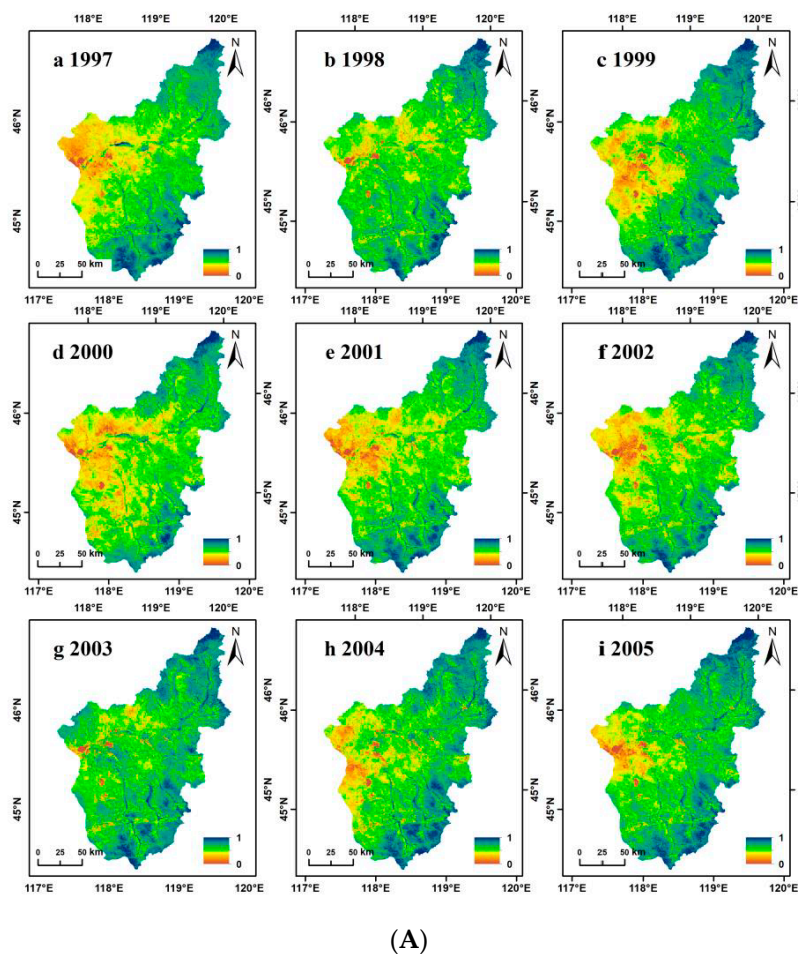 118°E 119°E 120°E 118°E 119°E 120°E 118°E 119°E 120°E
a 1997 N b 1998 N c 1999 N
46°N 46°N 46°N
45°N 45°N 45°N
0 25 50 km 1 0 0 25 50 km 1 0 0 25 50 km 1 0
117°E 118°E 119°E 120°E 117°E 118°E 119°E 120°E 117°E 118°E 119°E 120°E
118°E 119°E 120°E 118°E 119°E 120°E 118°E 119°E 120°E
d 2000 N e 2001 N f 2002 N
46°N 46°N 46°N
45°N 45°N 45°N
0 25 50 km 1 0 0 25 50 km 1 0 0 25 50 km 1 0
117°E 118°E 119°E 120°E 117°E 118°E 119°E 120°E 117°E 118°E 119°E 120°E
118°E 119°E 120°E 118°E 119°E 120°E 118°E 119°E 120°E
g 2003 N h 2004 N i 2005 N
46°N 46°N 46°N
45°N 45°N 45°N
0 25 50 km 1 0 0 25 50 km 1 0 0 25 50 km 1 0
117°E 118°E 119°E 120°E 117°E 118°E 119°E 120°E 117°E 118°E 119°E 120°E
(A)